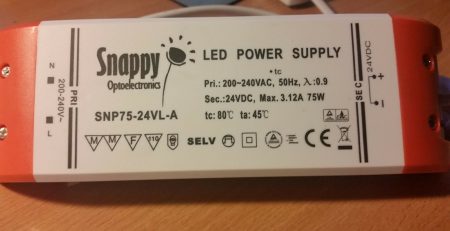 Snappy
Optoelectronics
SNP75-24VL-A
LED POWER SUPPLY
• tc
Pri.: 200~240VAC, 50Hz, λ:0.9
Sec.:24VDC, Max. 3.12A 75W
tc: 80℃ ta: 45℃
N
200-240V~
L
PRI
SEC
24VDC
+
−
M M F 110 SELV